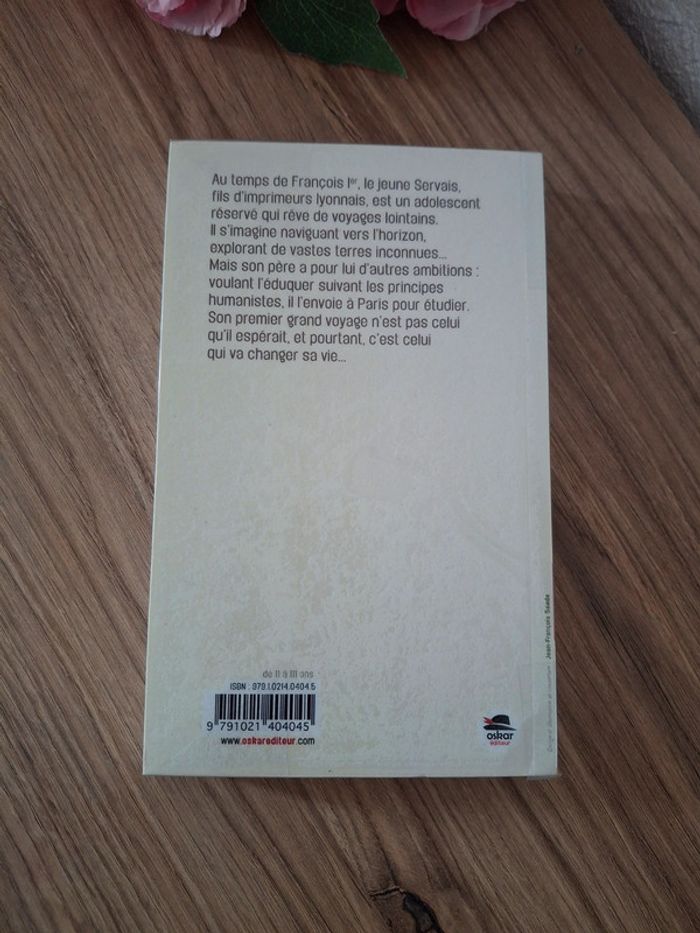 Au temps de François Ier, le jeune Servais,
fils d'imprimeurs lyonnais, est un adolescent
réservé qui rêve de voyages lointains.
Il s'imagine naviguant vers l'horizon,
explorant de vastes terres inconnues...
Mais son père a pour lui d'autres ambitions :
voulant l'éduquer suivant les principes
humanistes, il l'envoie à Paris pour étudier.
Son premier grand voyage n'est pas celui
qu'il espérait, et pourtant, c'est celui
qui va changer sa vie...
de 11 à 111 ans
ISBN : 979.1.0214.0404.5
9 791021 404045
www.oskarediteur.com
oskar
éditeur
Jean-François Saada